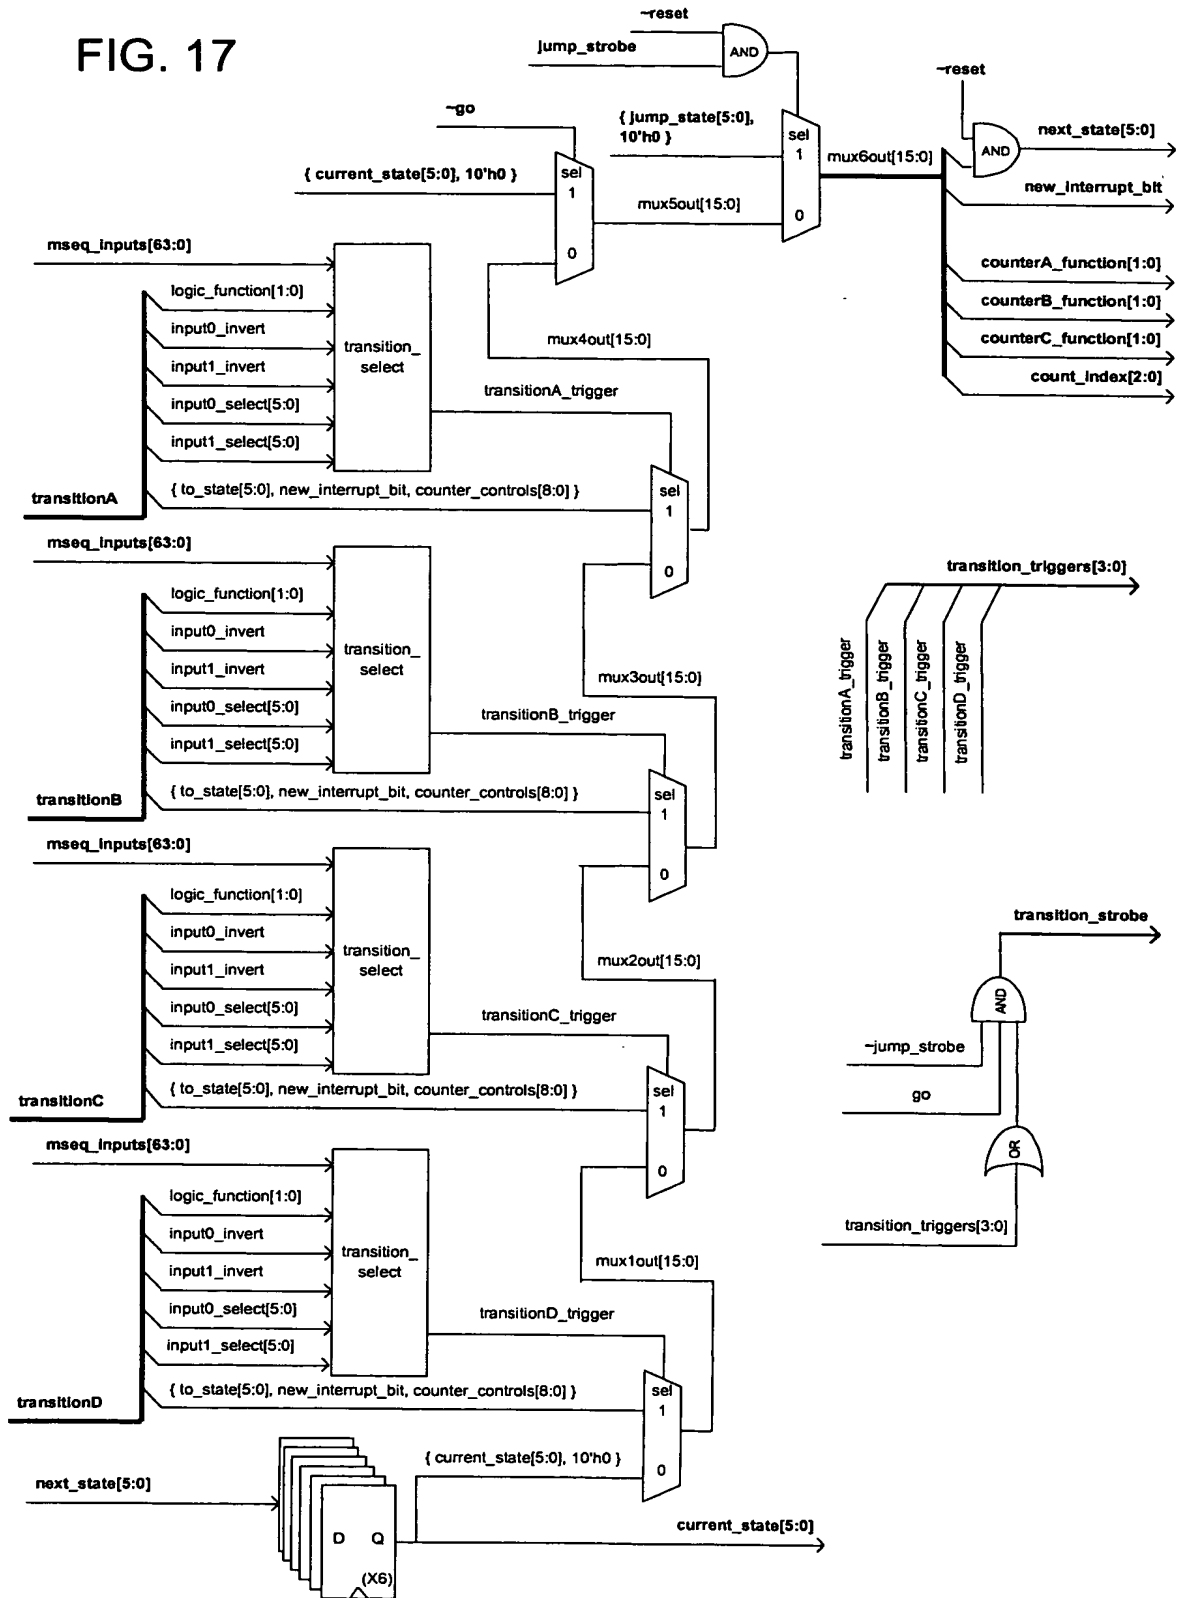 FIG. 17
~reset
jump_strobe
AND
~reset
AND
next_state[5:0]
~go
{ jump_state[5:0],
10'h0 }
sel
1
0
mux6out[15:0]
new_interrupt_bit
{ current_state[5:0], 10'h0 }
sel
1
0
mux5out[15:0]
counterA_function[1:0]
counterB_function[1:0]
counterC_function[1:0]
count_index[2:0]
mseq_inputs[63:0]
logic_function[1:0]
input0_invert
input1_invert
input0_select[5:0]
input1_select[5:0]
transition_
select
mux4out[15:0]
transitionA_trigger
transitionA
{ to_state[5:0], new_interrupt_bit, counter_controls[8:0] }
sel
1
0
mseq_inputs[63:0]
logic_function[1:0]
input0_invert
input1_invert
input0_select[5:0]
input1_select[5:0]
transition_
select
mux3out[15:0]
transitionB_trigger
transitionB
{ to_state[5:0], new_interrupt_bit, counter_controls[8:0] }
sel
1
0
transition_triggers[3:0]
transitionA_trigger
transitionB_trigger
transitionC_trigger
transitionD_trigger
mseq_inputs[63:0]
logic_function[1:0]
input0_invert
input1_invert
input0_select[5:0]
input1_select[5:0]
transition_
select
mux2out[15:0]
transitionC_trigger
transitionC
{ to_state[5:0], new_interrupt_bit, counter_controls[8:0] }
sel
1
0
transition_strobe
AND
~jump_strobe
go
OR
transition_triggers[3:0]
mseq_inputs[63:0]
logic_function[1:0]
input0_invert
input1_invert
input0_select[5:0]
input1_select[5:0]
transition_
select
mux1out[15:0]
transitionD_trigger
transitionD
{ to_state[5:0], new_interrupt_bit, counter_controls[8:0] }
sel
1
0
next_state[5:0]
{ current_state[5:0], 10'h0 }
D Q
(X6)
current_state[5:0]